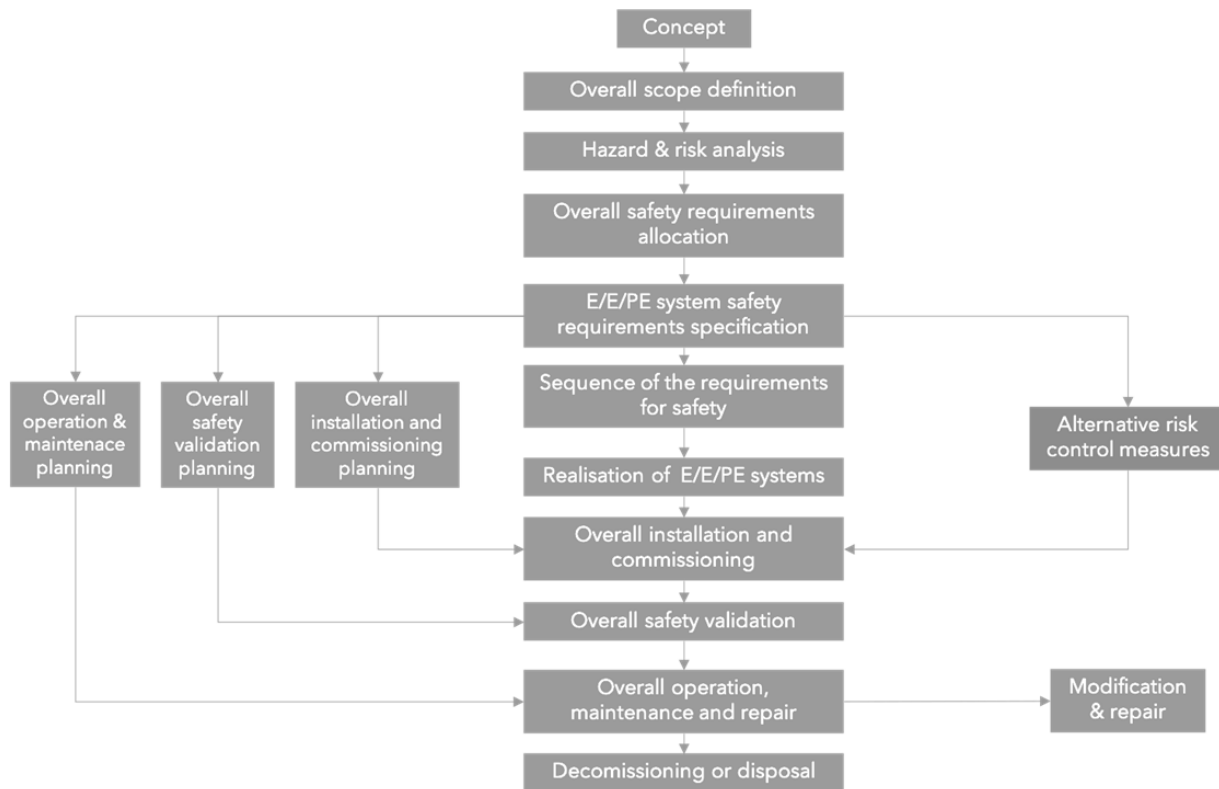 Concept
Overall scope definition
Hazard & risk analysis
Overall safety requirements
allocation
E/E/PE system safety
requirements specification
Overall
operation &
maintenace
planning
Overall
safety
validation
planning
Overall
installation and
commissioning
planning
Sequence of the requirements
for safety
Alternative risk
control measures
Realisation of E/E/PE systems
Overall installation and
commissioning
Overall safety validation
Overall operation,
maintenance and repair
Modification
& repair
Decomissioning or disposal